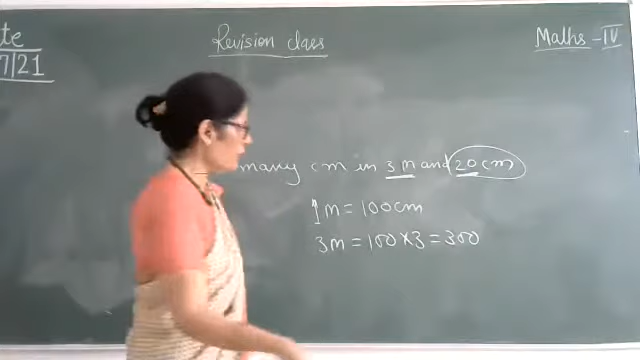 te
7/21
Revision class
Maths - IV
many cm in 3 m and 20 cm
1 m = 100 cm
3 m = 100 × 3 = 300